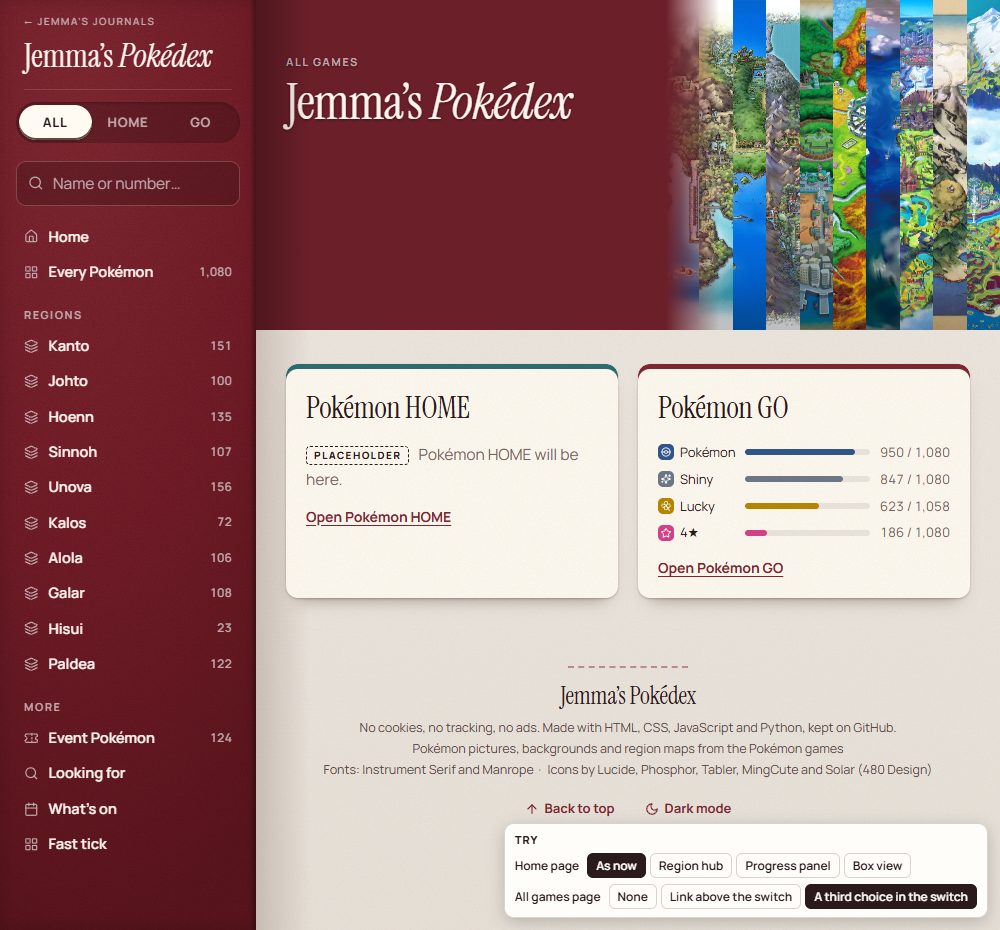 ← JEMMA'S JOURNALS
Jemma's Pokédex
ALL HOME GO
Name or number...
Home
Every Pokémon 1,080
REGIONS
Kanto 151
Johto 100
Hoenn 135
Sinnoh 107
Unova 156
Kalos 72
Alola 106
Galar 108
Hisui 23
Paldea 122
MORE
Event Pokémon 124
Looking for
What's on
Fast tick
ALL GAMES
Jemma's Pokédex
Pokémon HOME
PLACEHOLDER Pokémon HOME will be
here.
Open Pokémon HOME
Pokémon GO
Pokémon 950 / 1,080
Shiny 847 / 1,080
Lucky 623 / 1,058
4★ 186 / 1,080
Open Pokémon GO
Jemma's Pokédex
No cookies, no tracking, no ads. Made with HTML, CSS, JavaScript and Python, kept on GitHub.
Pokémon pictures, backgrounds and region maps from the Pokémon games
Fonts: Instrument Serif and Manrope · Icons by Lucide, Phosphor, Tabler, MingCute and Solar (480 Design)
↑ Back to top Dark mode
TRY
Home page As now Region hub Progress panel Box view
All games page None Link above the switch A third choice in the switch